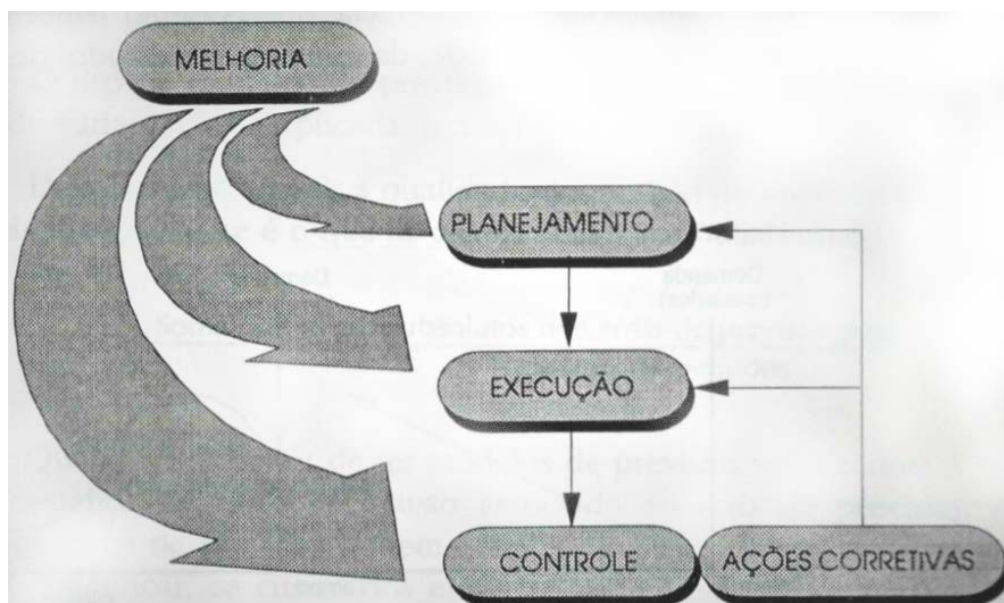 MELHORIA
PLANEJAMENTO
EXECUÇÃO
CONTROLE
AÇÕES CORRETIVAS